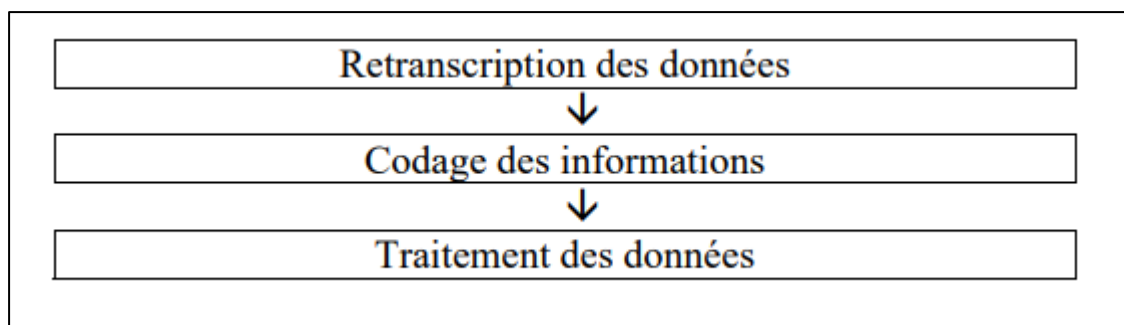 Retranscription des données
↓
Codage des informations
↓
Traitement des données